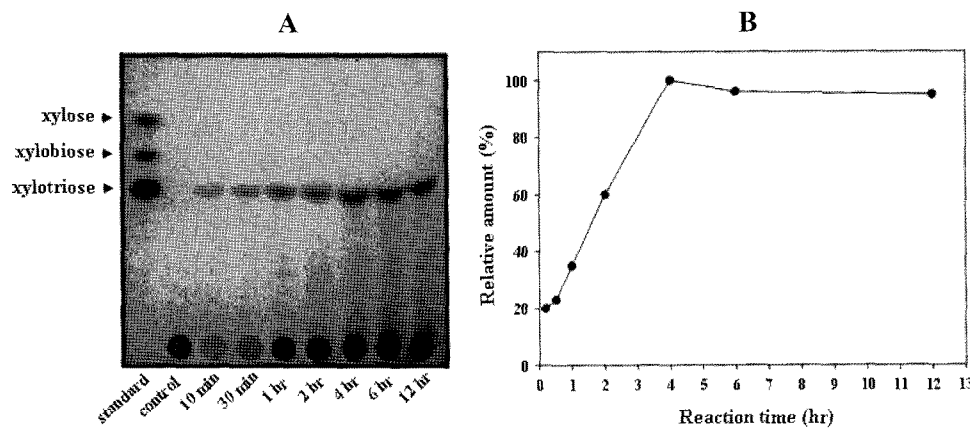 A
xylose
xylobiose
xylotriose
standard
control
10 min
30 min
1 hr
2 hr
4 hr
6 hr
12 hr
B
Relative amount (%)
100
80
60
40
20
0
0 1 2 3 4 5 6 7 8 9 10 11 12 13
Reaction time (hr)